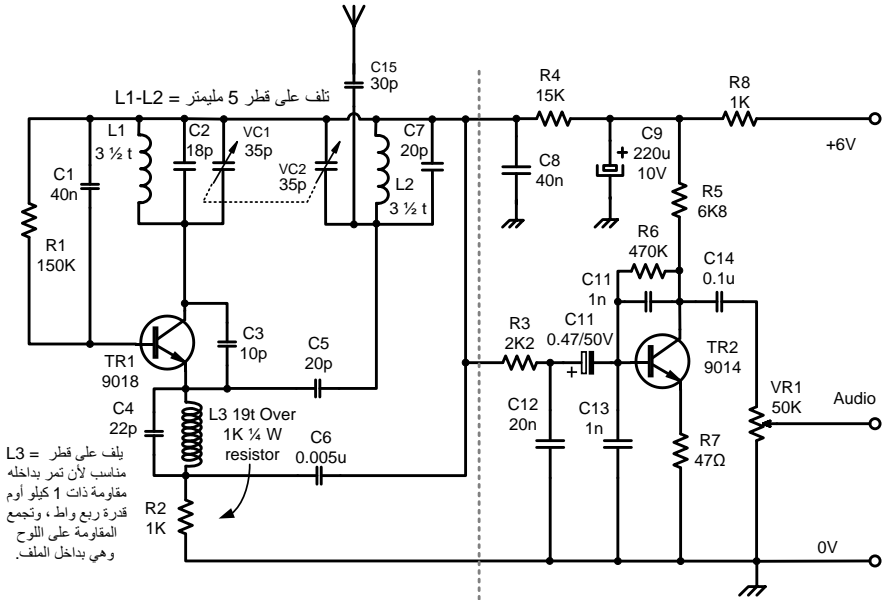 C15
30p
L1-L2 = تلف على قطر 5 مليمتر
R4
15K
R8
1K
+6V
L1
3 ½ t
C2
18p
VC1
35p
VC2
35p
C7
20p
L2
3 ½ t
C1
40n
C8
40n
C9
+ 220u
10V
R5
6K8
R1
150K
R6
470K
C14
0.1u
C11
1n
C3
10p
C5
20p
R3
2K2
C11
0.47/50V
+
TR1
9018
TR2
9014
VR1
50K
Audio
C4
22p
L3 19t Over
1K ¼ W
resistor
C6
0.005u
C12
20n
C13
1n
R7
47Ω
L3 = يلف على قطر
مناسب لأن تمر بداخله
مقاومة ذات 1 كيلو أوم
قدرة ربع واط ، وتجمع
المقاومة على اللوح
وهي بداخل الملف.
R2
1K
0V